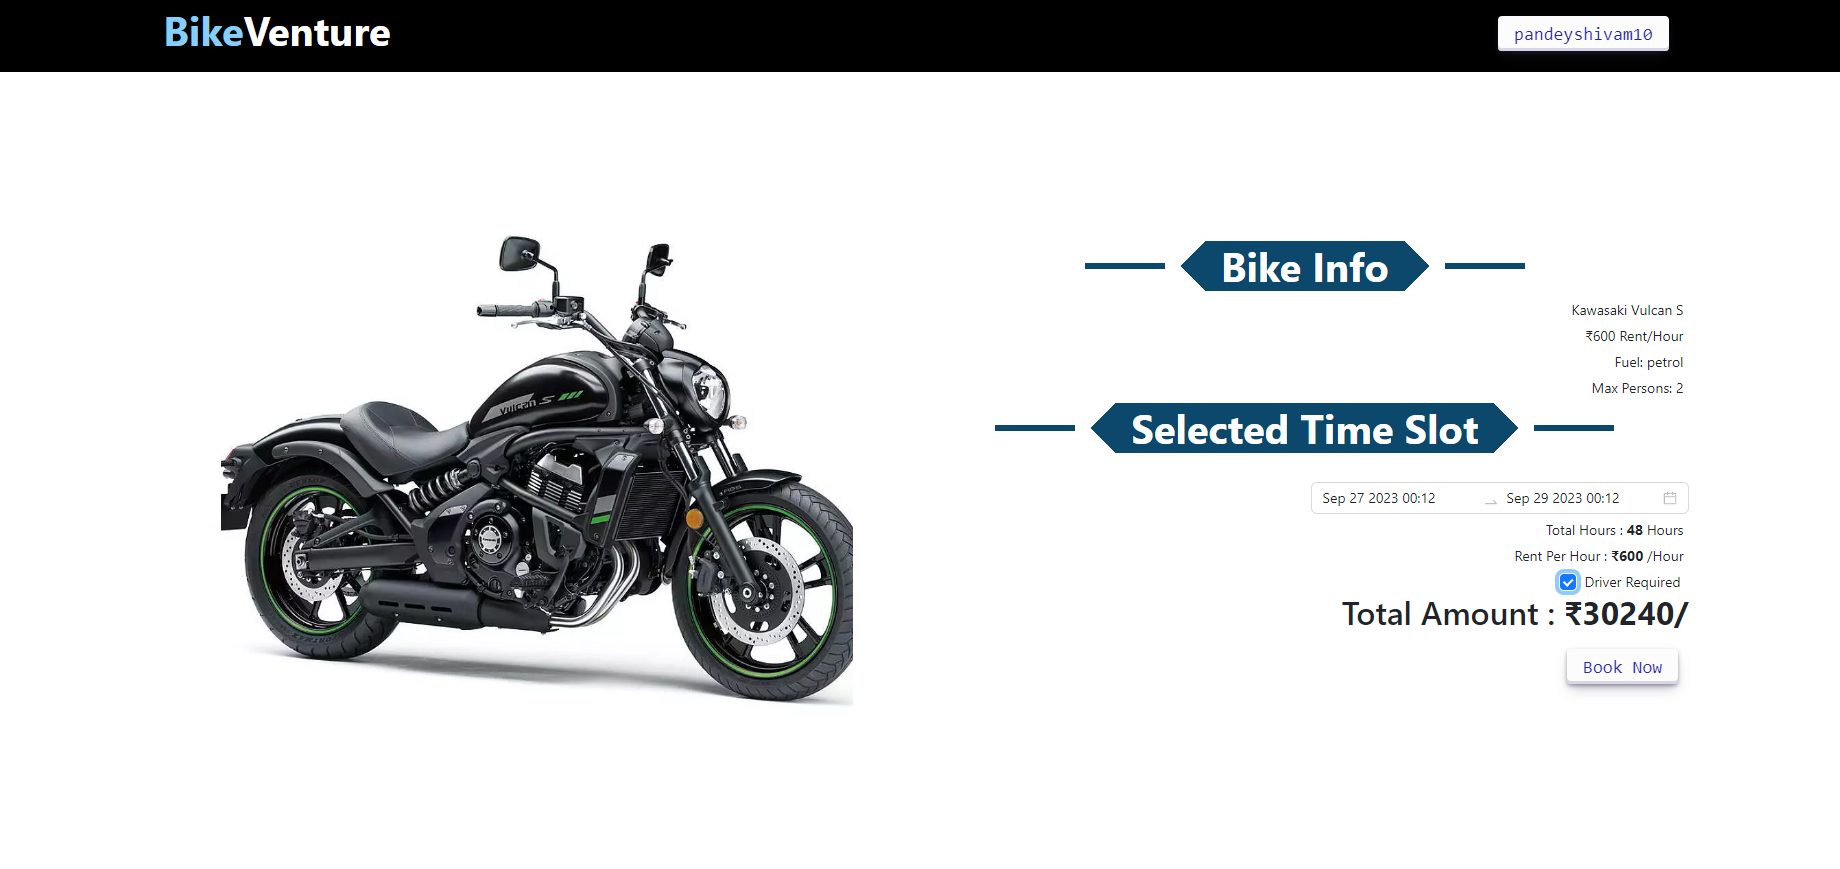 BikeVenture
pandeyshivam10
Bike Info
Kawasaki Vulcan S
₹600 Rent/Hour
Fuel: petrol
Max Persons: 2
Vulcan S
Selected Time Slot
Sep 27 2023 00:12 → Sep 29 2023 00:12
Total Hours : 48 Hours
Rent Per Hour : ₹600 /Hour
Driver Required
Total Amount : ₹30240/
Book Now